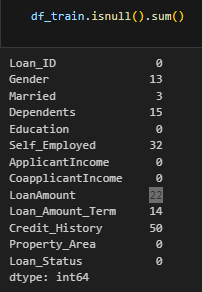 df_train.isnull().sum()
Loan_ID 0
Gender 13
Married 3
Dependents 15
Education 0
Self_Employed 32
ApplicantIncome 0
CoapplicantIncome 0
LoanAmount 22
Loan_Amount_Term 14
Credit_History 50
Property_Area 0
Loan_Status 0
dtype: int64